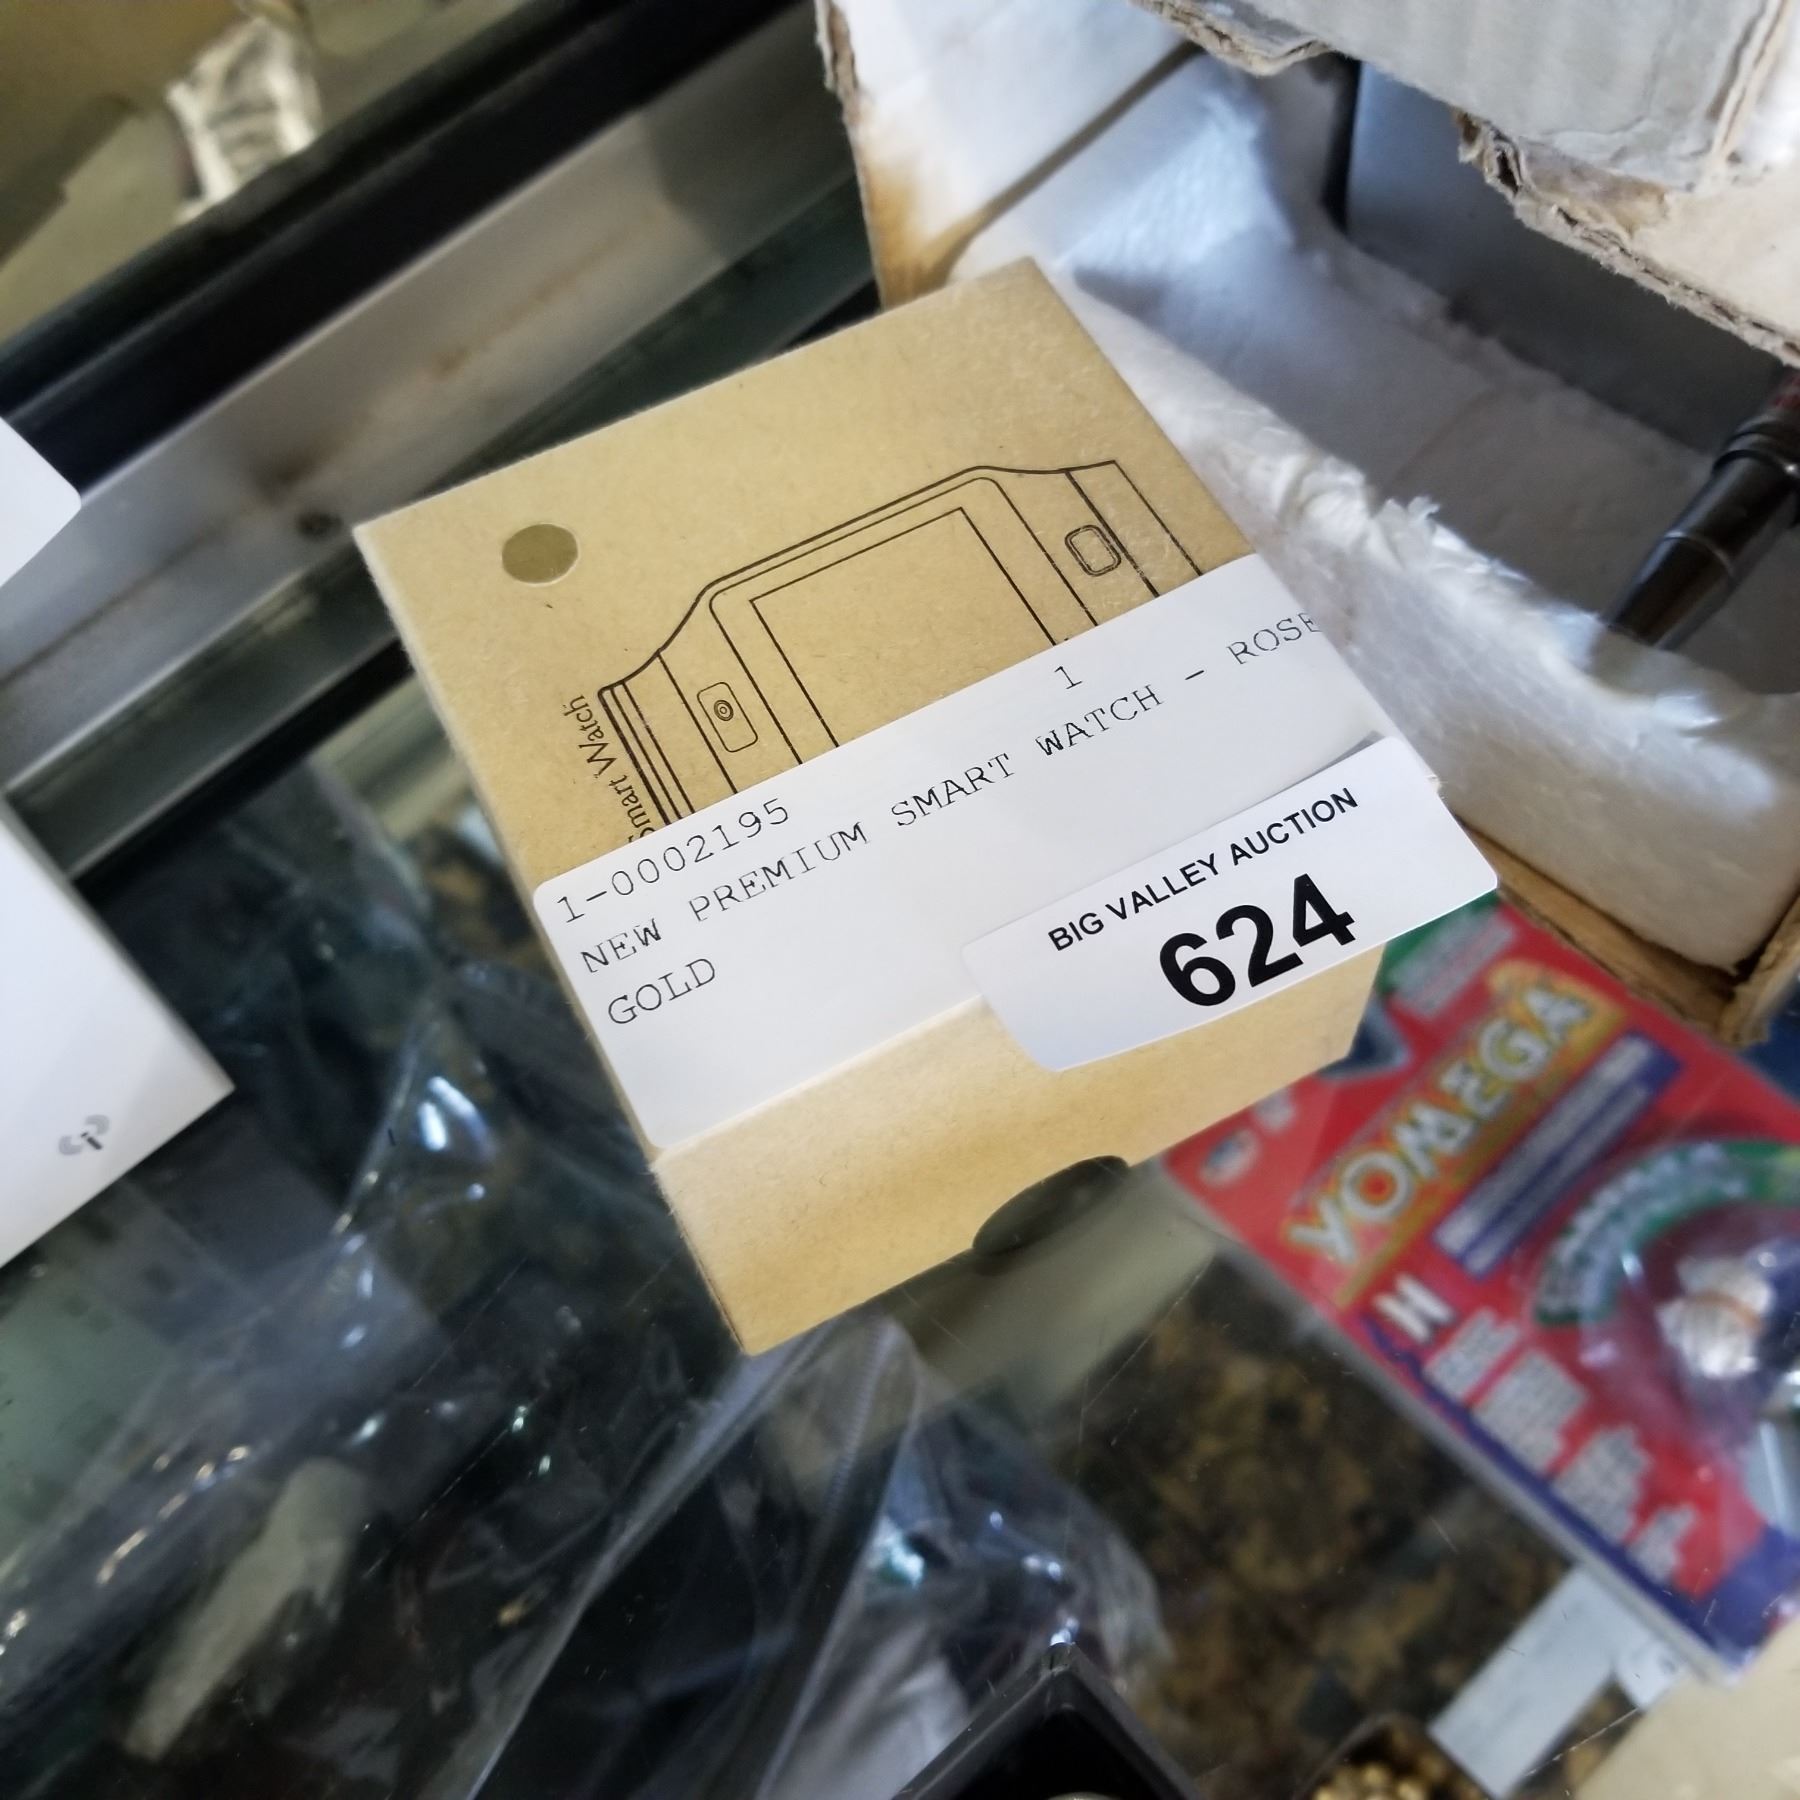 Smart Watch
1
1-0002195
NEW PREMIUM SMART WATCH - ROSE
GOLD
BIG VALLEY AUCTION
624
YOMEGA